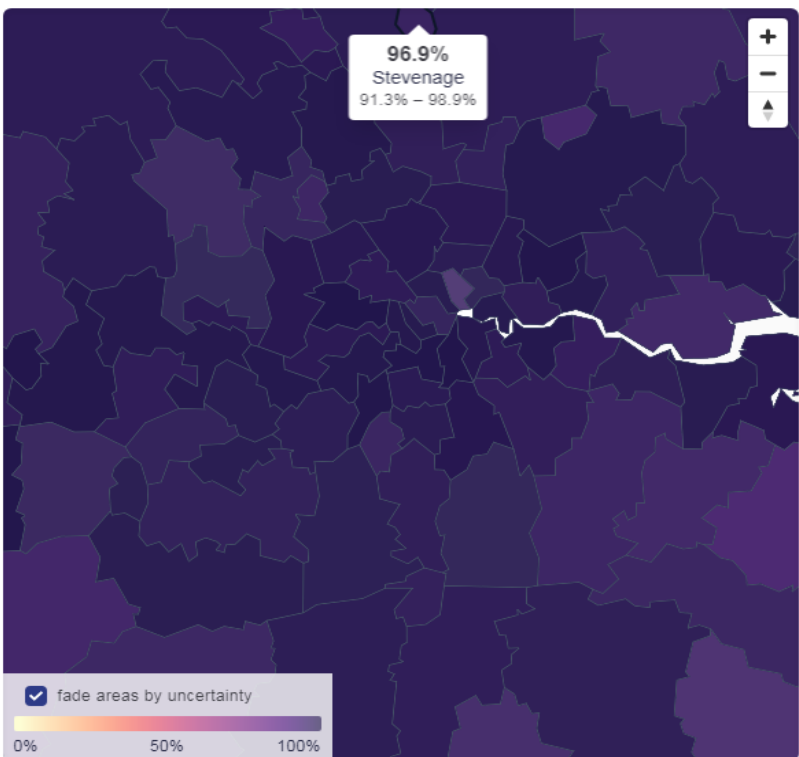 96.9%
Stevenage
91.3% – 98.9%
+
−
fade areas by uncertainty
0% 50% 100%